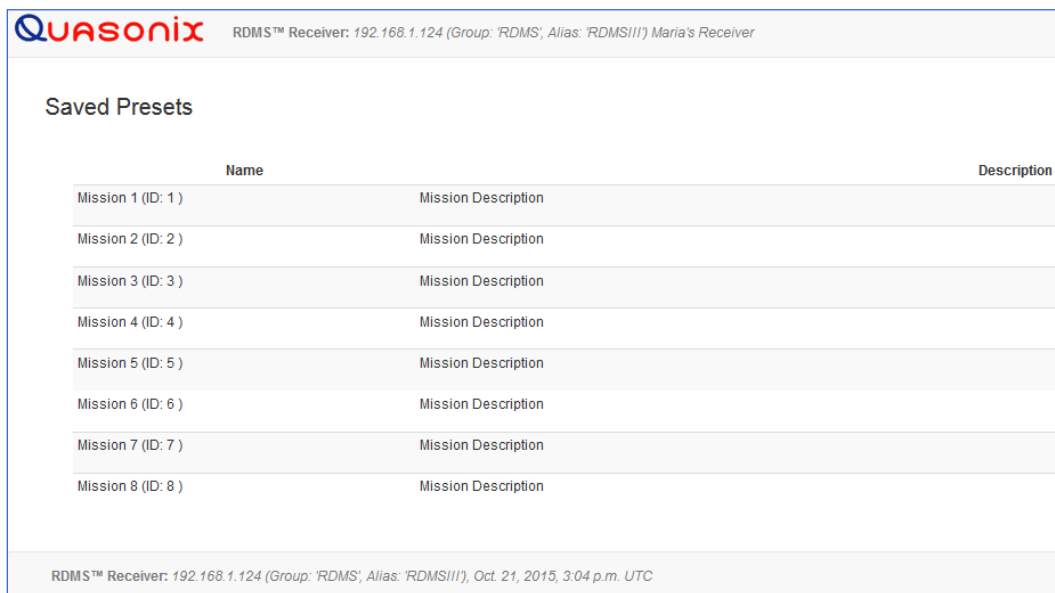 Quasonix RDMS™ Receiver: 192.168.1.124 (Group: 'RDMS', Alias: 'RDMSIII') Maria's Receiver
Saved Presets
Name Description
Mission 1 (ID: 1 ) Mission Description
Mission 2 (ID: 2 ) Mission Description
Mission 3 (ID: 3 ) Mission Description
Mission 4 (ID: 4 ) Mission Description
Mission 5 (ID: 5 ) Mission Description
Mission 6 (ID: 6 ) Mission Description
Mission 7 (ID: 7 ) Mission Description
Mission 8 (ID: 8 ) Mission Description
RDMS™ Receiver: 192.168.1.124 (Group: 'RDMS', Alias: 'RDMSIII'), Oct. 21, 2015, 3:04 p.m. UTC